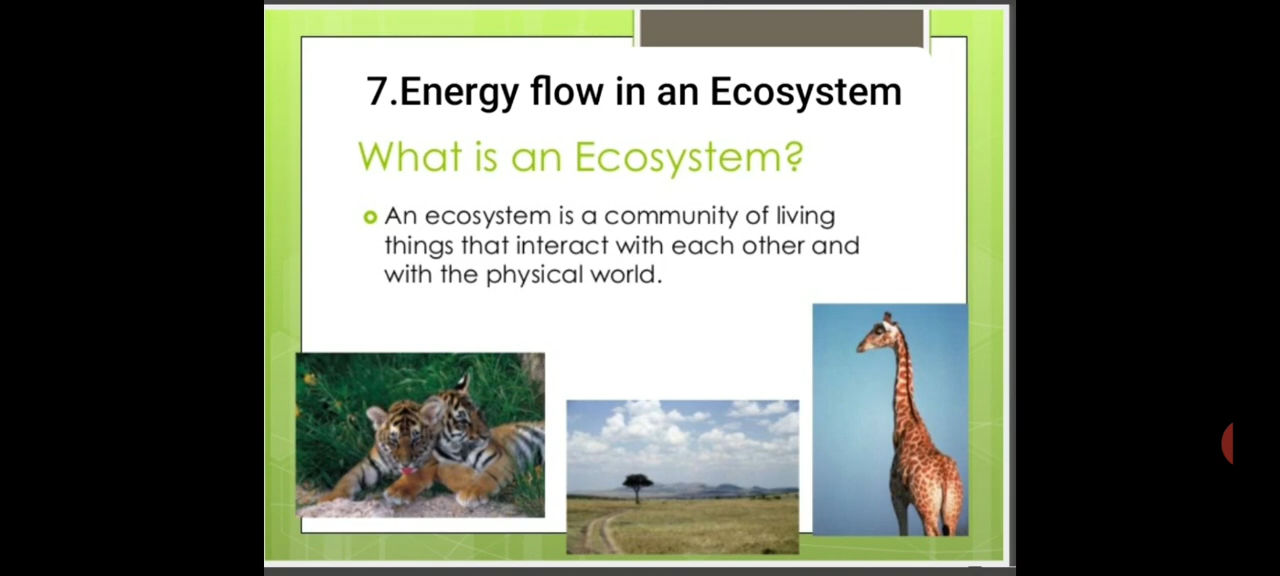 7.Energy flow in an Ecosystem
What is an Ecosystem?
An ecosystem is a community of living
things that interact with each other and
with the physical world.